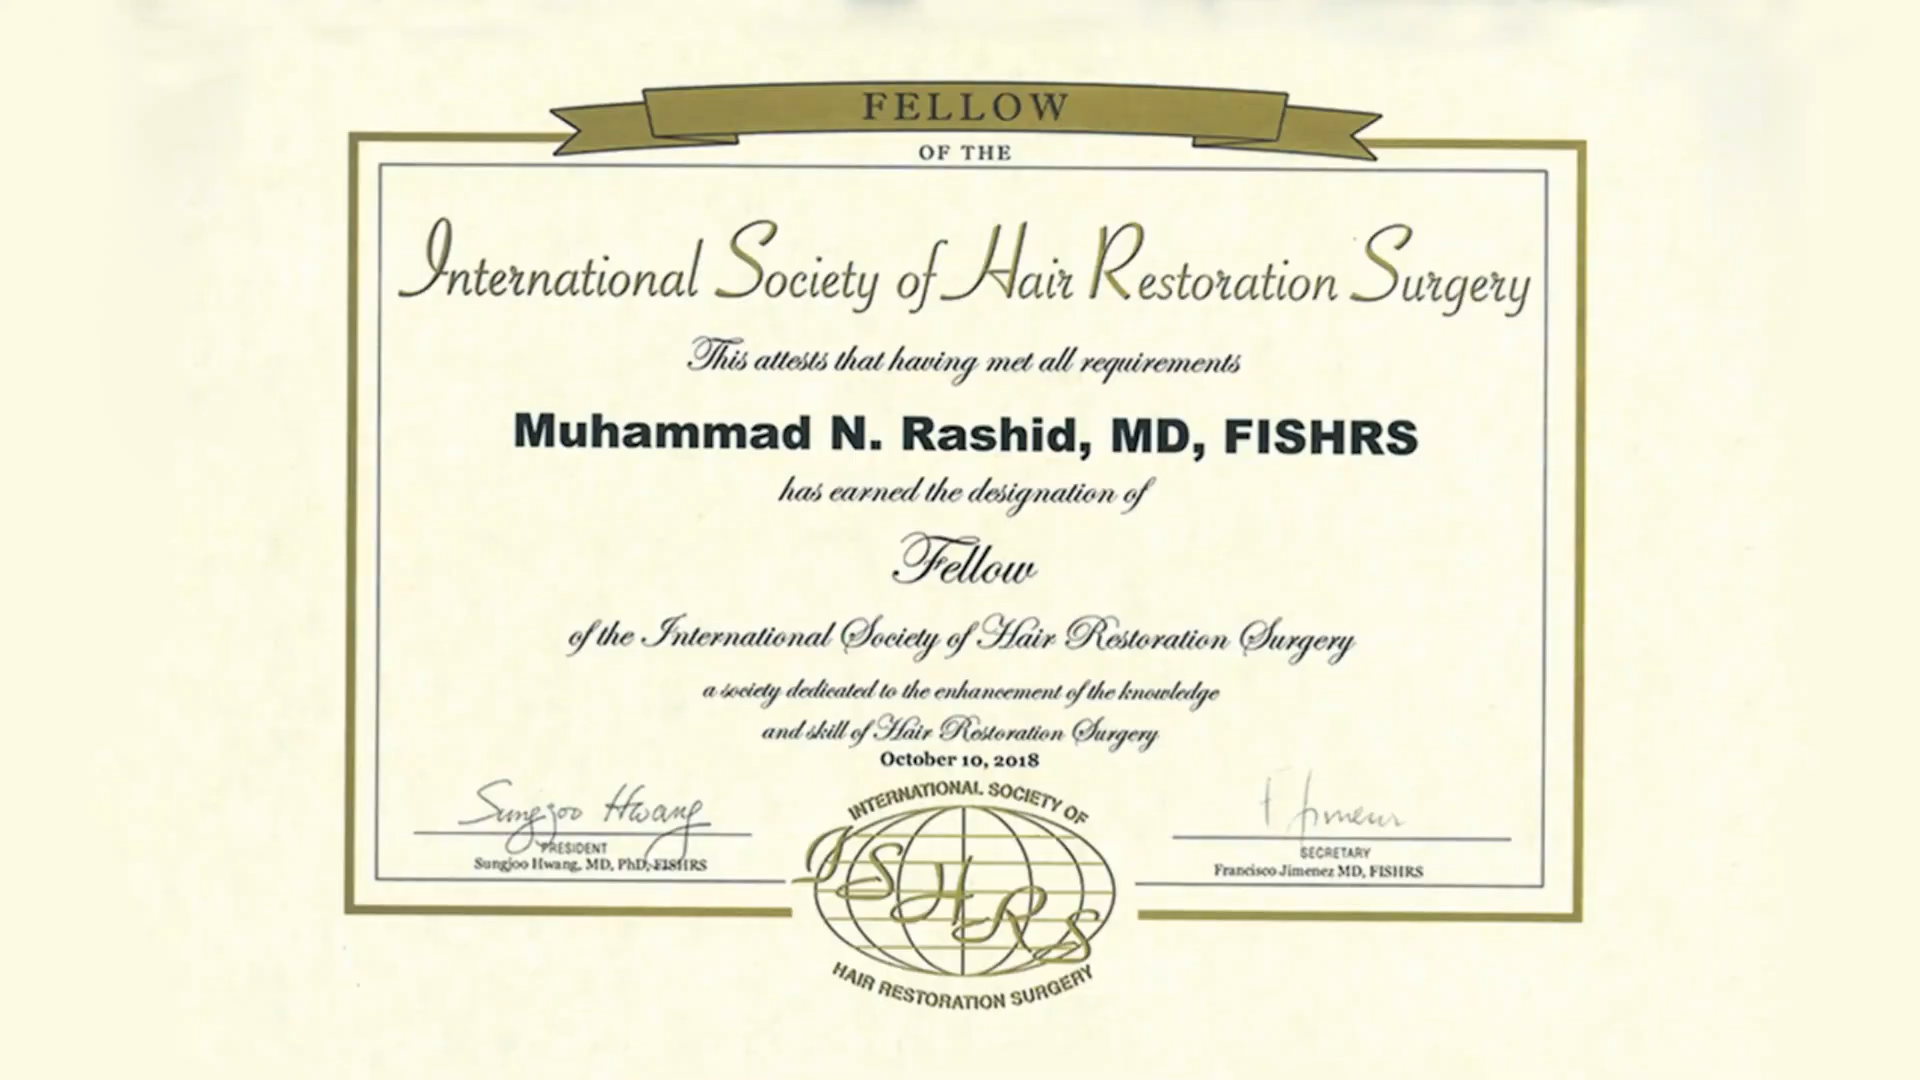 FELLOW
OF THE
International Society of Hair Restoration Surgery
This attests that having met all requirements
Muhammad N. Rashid, MD, FISHRS
has earned the designation of
Fellow
of the International Society of Hair Restoration Surgery
a society dedicated to the enhancement of the knowledge
and skill of Hair Restoration Surgery
October 10, 2018
Sungjoo Hwang
PRESIDENT
Sungjoo Hwang, MD, PhD, FISHRS
F Jimenez
SECRETARY
Francisco Jimenez MD, FISHRS
INTERNATIONAL SOCIETY OF
ISHRS
HAIR RESTORATION SURGERY